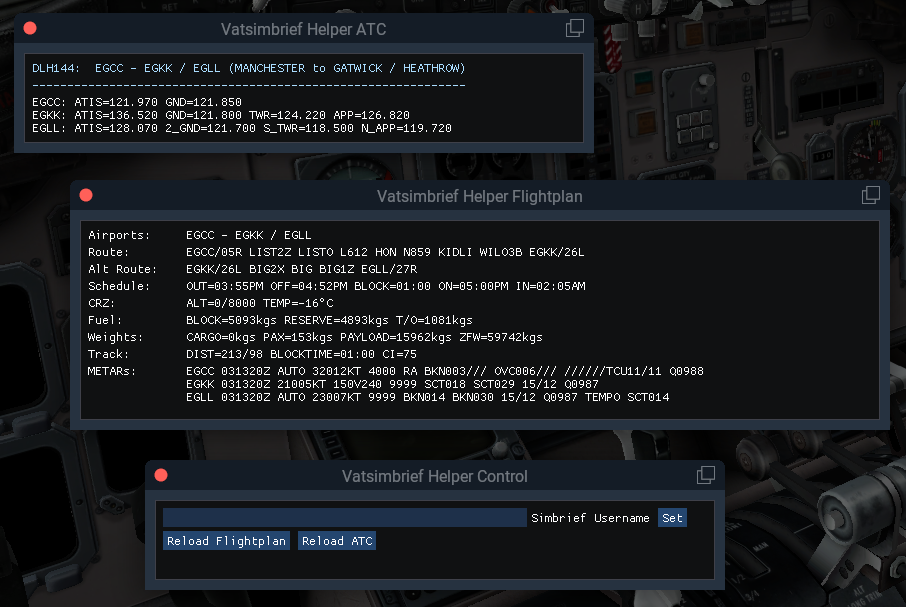 Vatsimbrief Helper ATC
DLH144:  EGCC - EGKK / EGLL (MANCHESTER to GATWICK / HEATHROW)
--------------------------------------------------------------
EGCC: ATIS=121.970 GND=121.850
EGKK: ATIS=136.520 GND=121.800 TWR=124.220 APP=126.820
EGLL: ATIS=128.070 2_GND=121.700 S_TWR=118.500 N_APP=119.720
Vatsimbrief Helper Flightplan
Airports: EGCC - EGKK / EGLL
Route: EGCC/05R LIST2Z LISTO L612 HON N859 KIDLI WILO3B EGKK/26L
Alt Route: EGKK/26L BIG2X BIG BIG1Z EGLL/27R
Schedule: OUT=03:55PM OFF=04:52PM BLOCK=01:00 ON=05:00PM IN=02:05AM
CRZ: ALT=0/8000 TEMP=-16°C
Fuel: BLOCK=5093kgs RESERVE=4893kgs T/O=1081kgs
Weights: CARGO=0kgs PAX=153kgs PAYLOAD=15962kgs ZFW=59742kgs
Track: DIST=213/98 BLOCKTIME=01:00 CI=75
METARs: EGCC 031320Z AUTO 32012KT 4000 RA BKN003/// OVC006/// //////TCU11/11 Q0988
EGKK 031320Z 21005KT 150V240 9999 SCT018 SCT029 15/12 Q0987
EGLL 031320Z AUTO 23007KT 9999 BKN014 BKN030 15/12 Q0987 TEMPO SCT014
Vatsimbrief Helper Control
Simbrief Username Set
Reload Flightplan Reload ATC